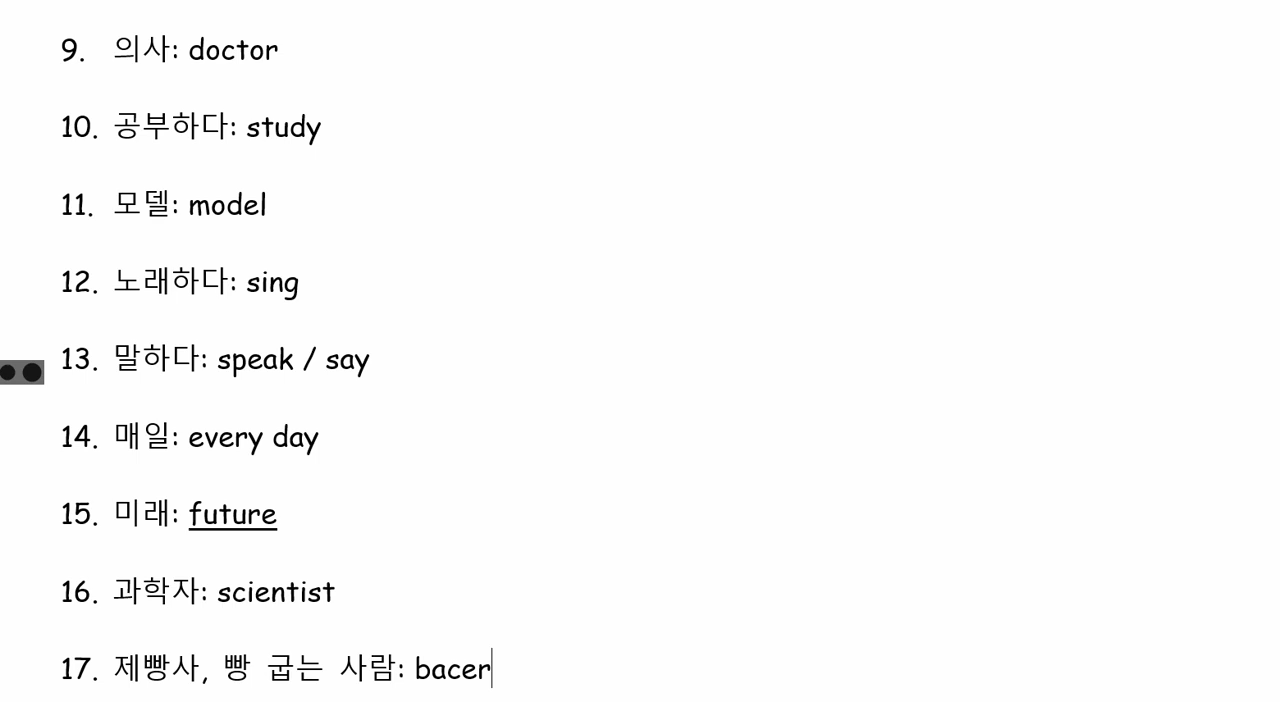 9. 의사: doctor
10. 공부하다: study
11. 모델: model
12. 노래하다: sing
13. 말하다: speak / say
14. 매일: every day
15. 미래: future
16. 과학자: scientist
17. 제빵사, 빵 굽는 사람: bacer